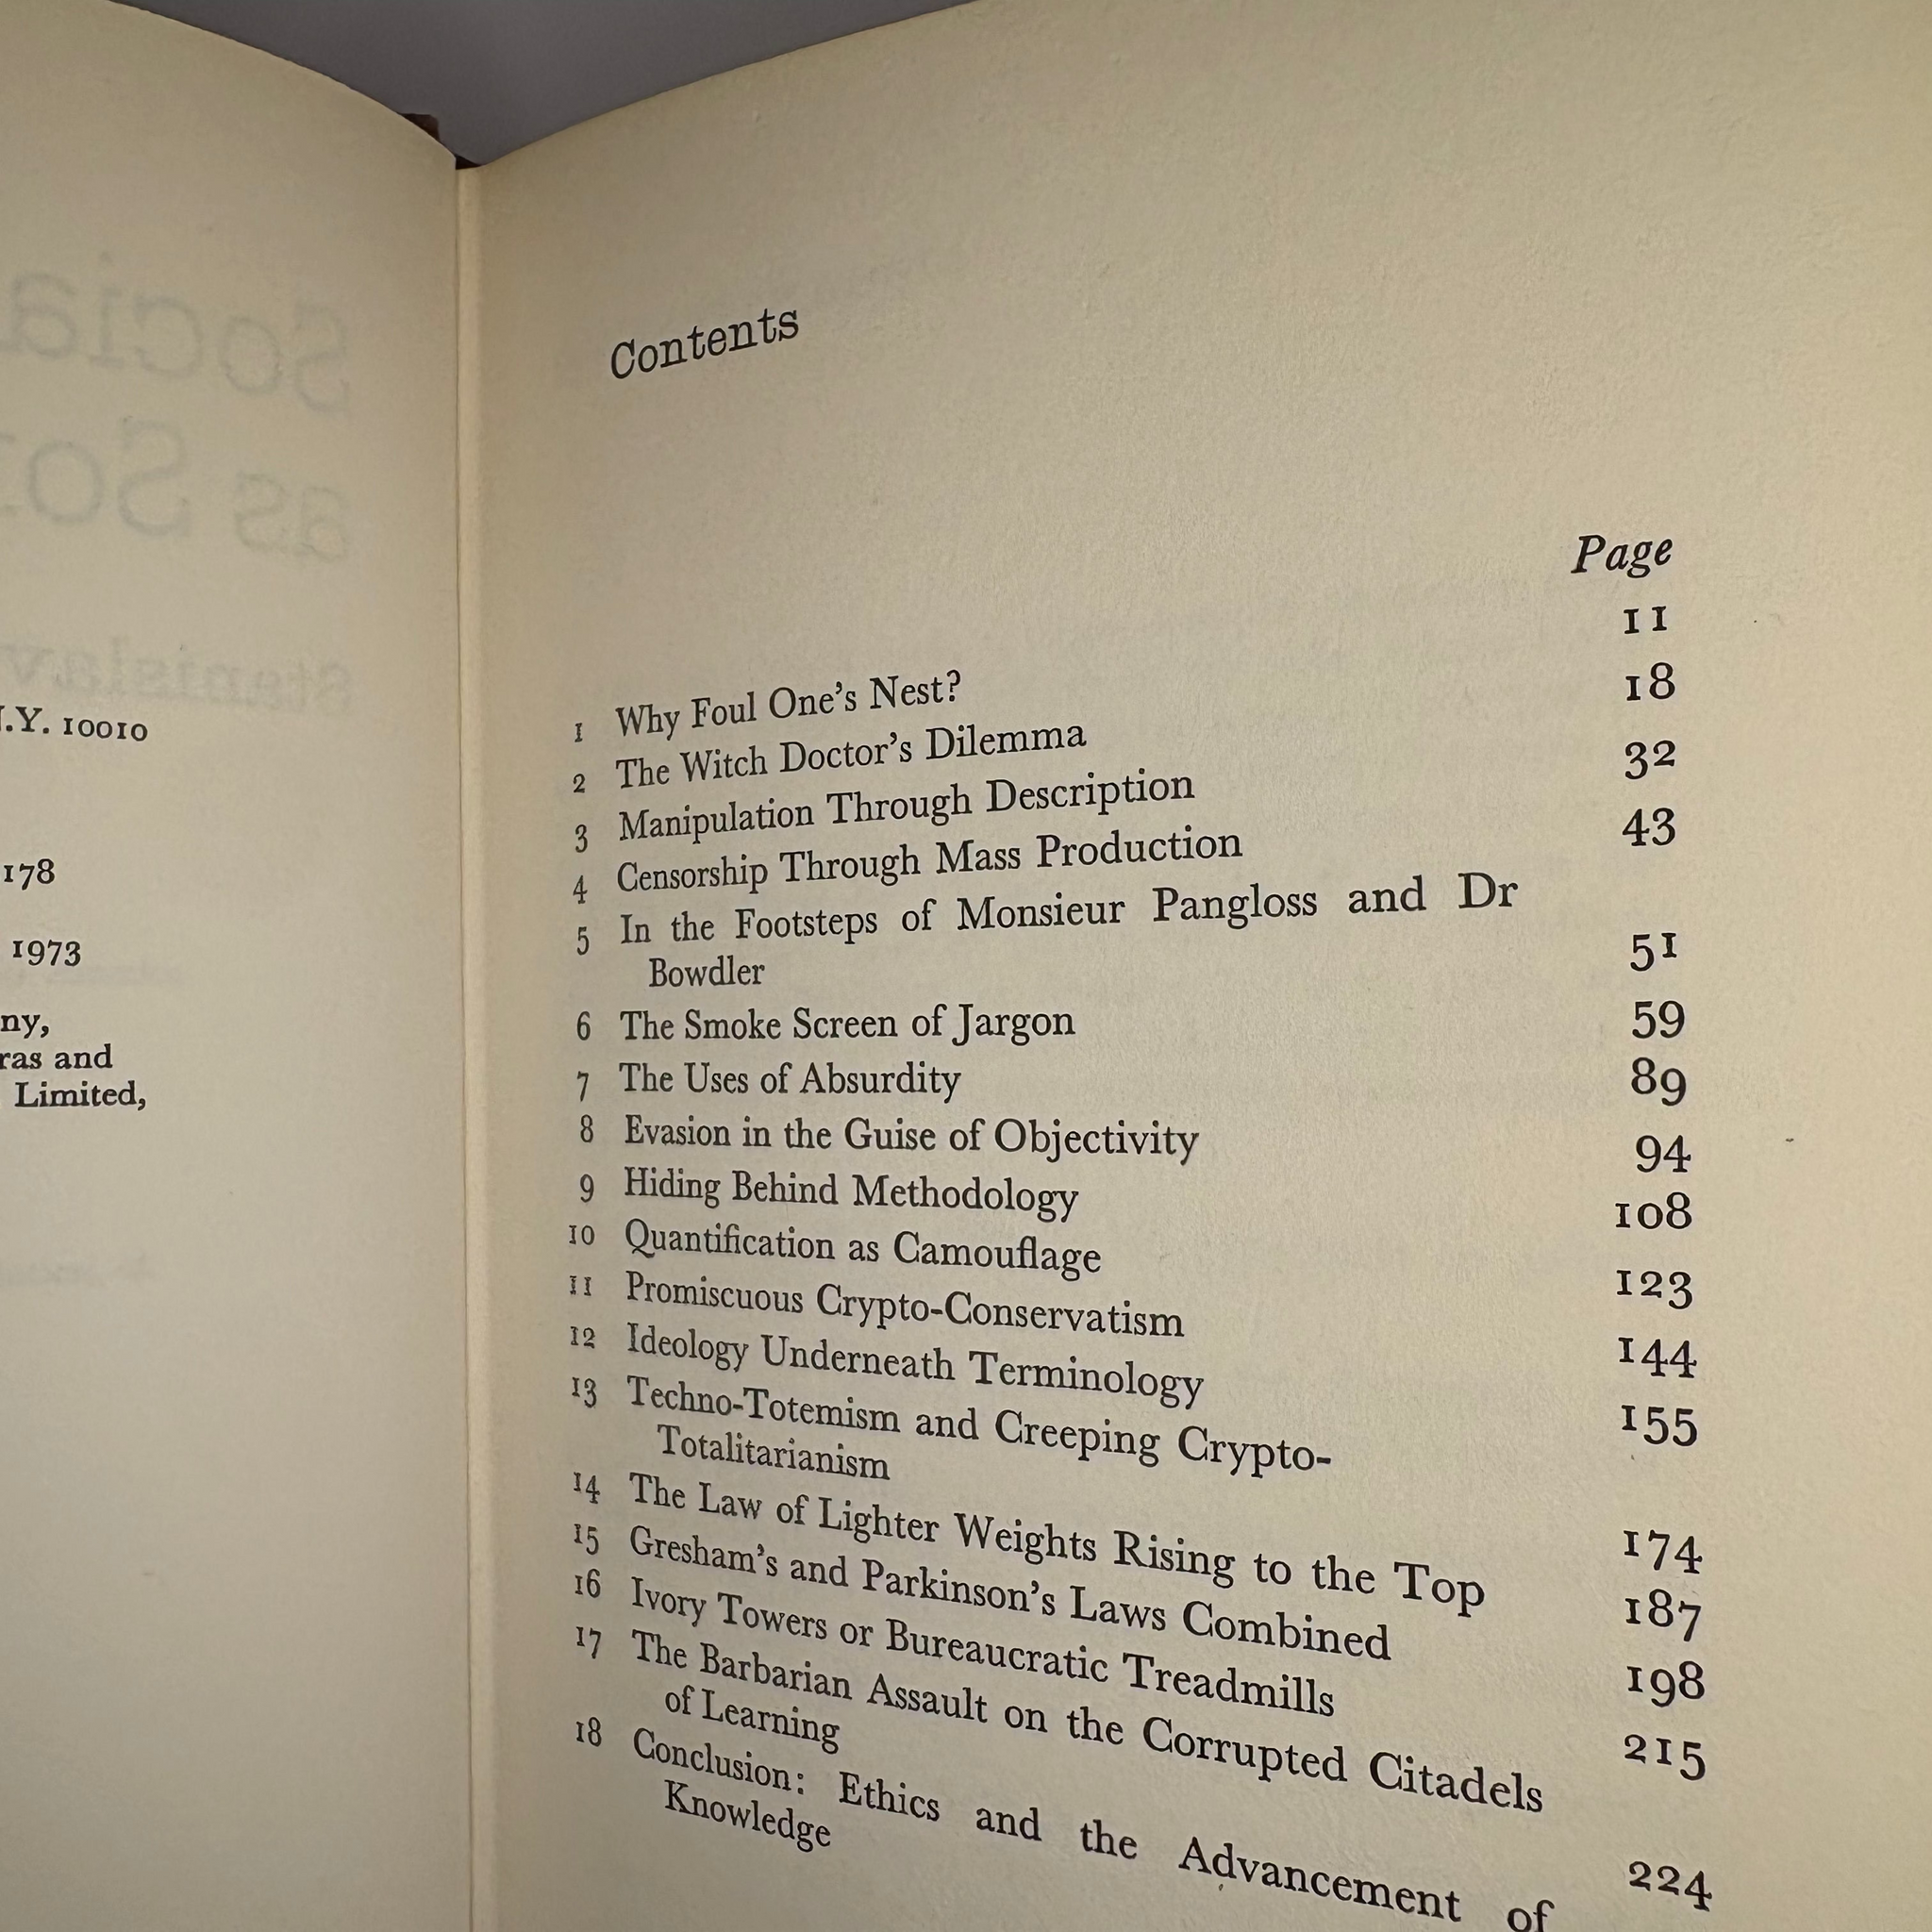 N.Y. 10010
178
1973
ny,
ras and
Limited,
Contents
Page
1 Why Foul One's Nest? 11
2 The Witch Doctor's Dilemma 18
3 Manipulation Through Description 32
4 Censorship Through Mass Production 43
5 In the Footsteps of Monsieur Pangloss and Dr
Bowdler 51
6 The Smoke Screen of Jargon 59
7 The Uses of Absurdity 89
8 Evasion in the Guise of Objectivity 94
9 Hiding Behind Methodology 108
10 Quantification as Camouflage 123
11 Promiscuous Crypto-Conservatism 144
12 Ideology Underneath Terminology 155
13 Techno-Totemism and Creeping Crypto-
Totalitarianism 174
14 The Law of Lighter Weights Rising to the Top 187
15 Gresham's and Parkinson's Laws Combined 198
16 Ivory Towers or Bureaucratic Treadmills 215
17 The Barbarian Assault on the Corrupted Citadels
of Learning 224
18 Conclusion: Ethics and the Advancement of
Knowledge